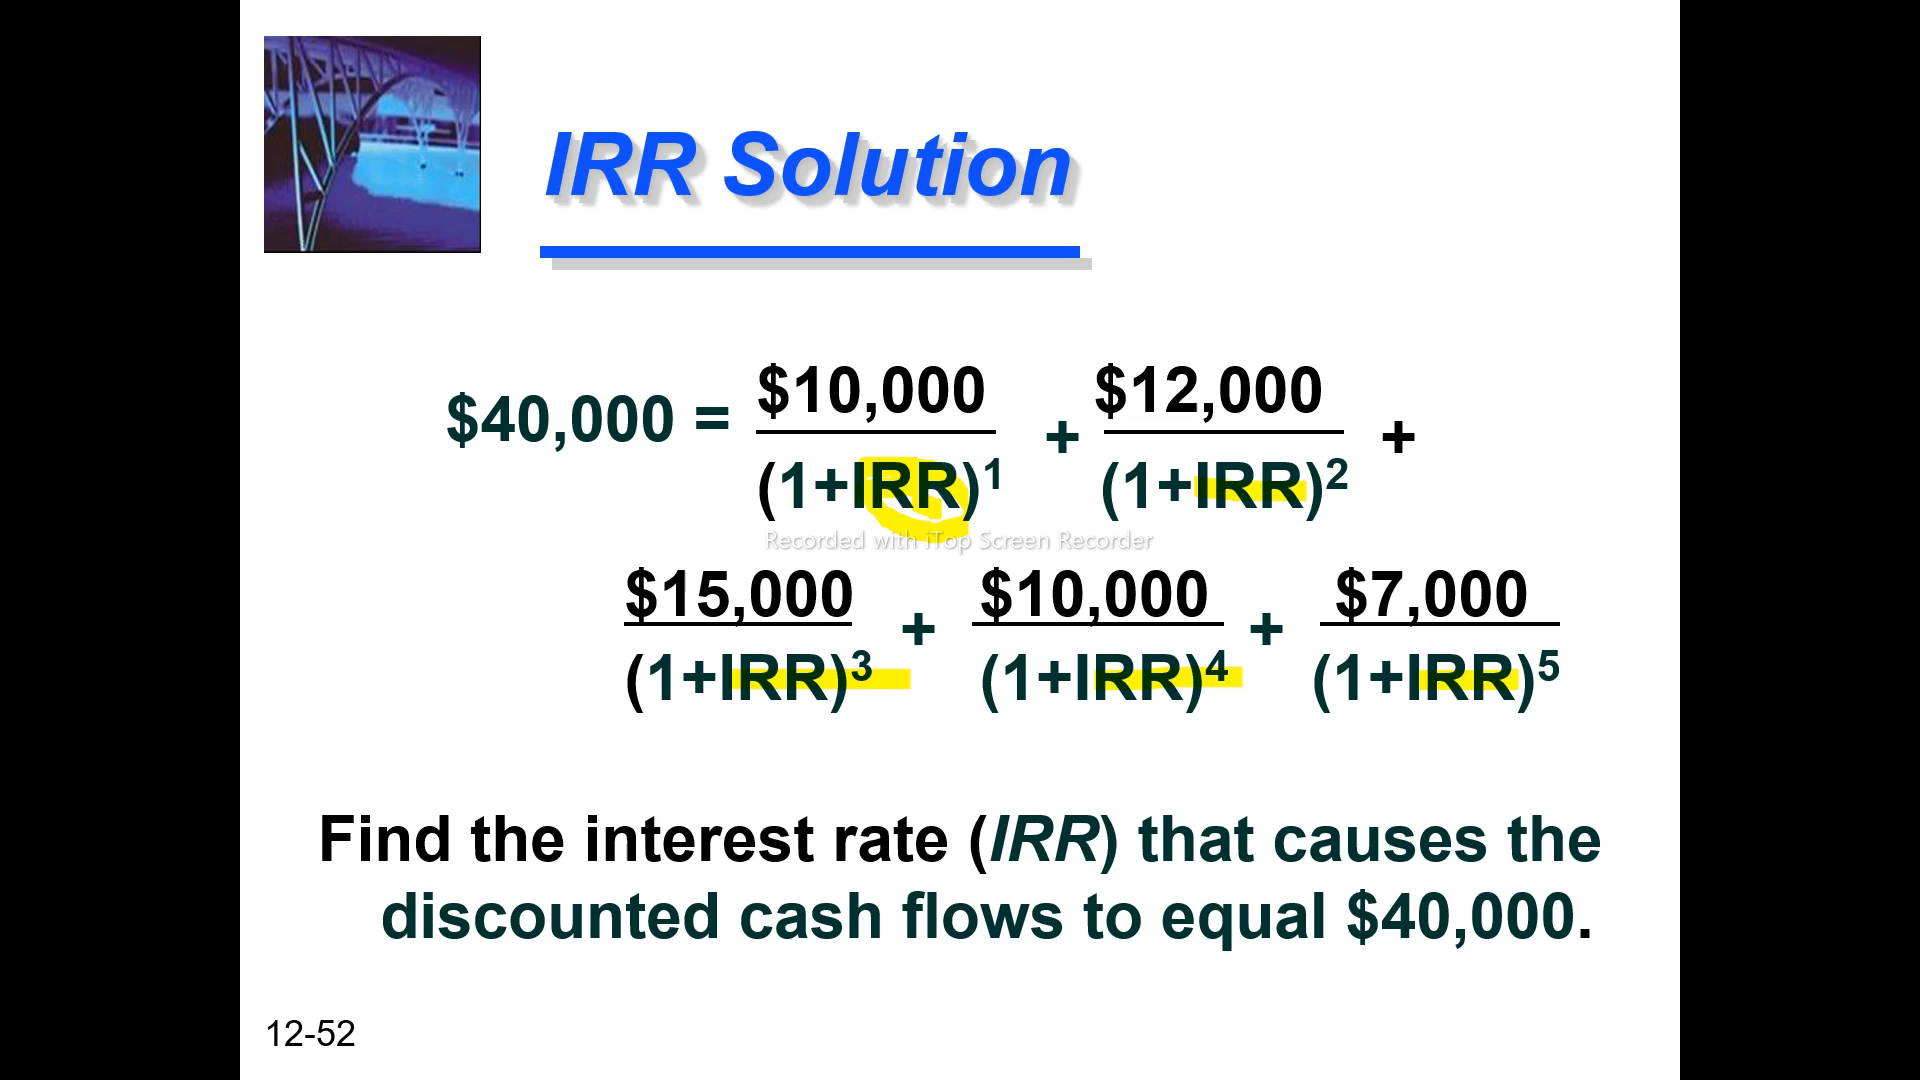 IRR Solution
$40,000 = $10,000 + $12,000 +
(1+IRR)¹ (1+IRR)²
Recorded with iTop Screen Recorder
$15,000 + $10,000 + $7,000
(1+IRR)³ (1+IRR)⁴ (1+IRR)⁵
Find the interest rate (IRR) that causes the
discounted cash flows to equal $40,000.
12-52